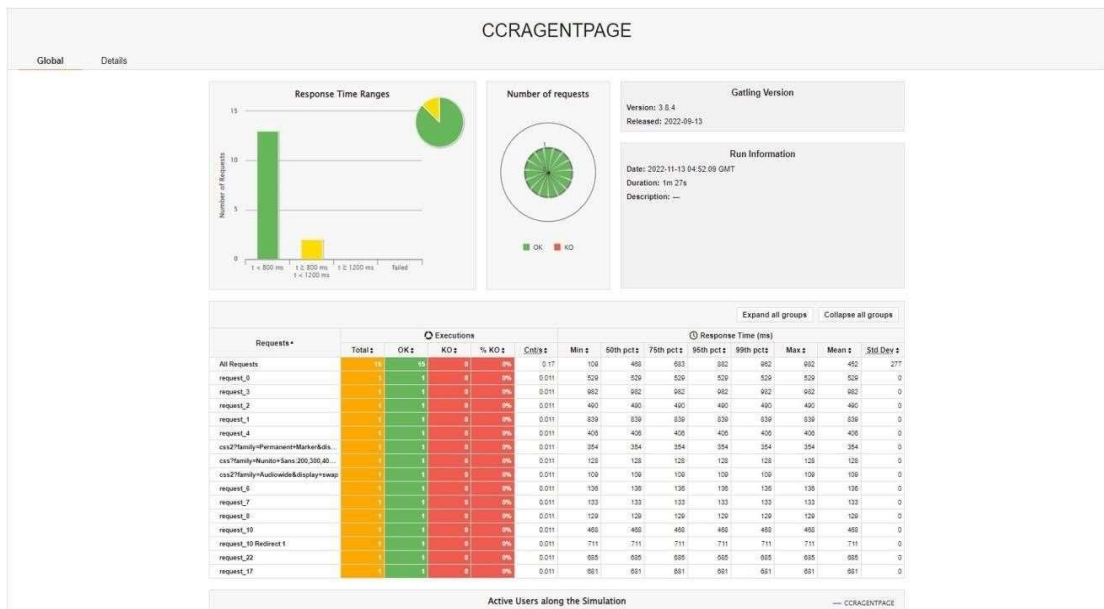 CCRAGENTPAGE
Global Details
Response Time Ranges
Number of Requests
15
10
5
0
t < 800 ms t ≥ 800 ms t ≥ 1200 ms failed
t < 1200 ms
Number of requests
OK KO
Gatling Version
Version: 3.8.4
Released: 2022-09-13
Run Information
Date: 2022-11-13 04:52:09 GMT
Duration: 1m 27s
Description: —
Expand all groups Collapse all groups
Requests Executions Response Time (ms)
Total OK KO % KO Cnt/s Min 50th pct 75th pct 95th pct 99th pct Max Mean Std Dev
All Requests 15 15 0 0% 0.17 109 468 683 882 962 982 452 277
request_0 1 1 0 0% 0.011 529 529 529 529 529 529 529 0
request_3 1 1 0 0% 0.011 982 982 982 982 982 982 982 0
request_2 1 1 0 0% 0.011 490 490 490 490 490 490 490 0
request_1 1 1 0 0% 0.011 839 839 839 839 839 839 839 0
request_4 1 1 0 0% 0.011 406 406 406 406 406 406 406 0
css2?family=Permanent+Marker&dis... 1 1 0 0% 0.011 354 354 354 354 354 354 354 0
css?family=Nunito+Sans:200,300,40... 1 1 0 0% 0.011 128 128 128 128 128 128 128 0
css2?family=Audiowide&display=swap 1 1 0 0% 0.011 109 109 109 109 109 109 109 0
request_6 1 1 0 0% 0.011 136 136 136 136 136 136 136 0
request_7 1 1 0 0% 0.011 133 133 133 133 133 133 133 0
request_8 1 1 0 0% 0.011 129 129 129 129 129 129 129 0
request_10 1 1 0 0% 0.011 468 468 468 468 468 468 468 0
request_10 Redirect 1 1 1 0 0% 0.011 711 711 711 711 711 711 711 0
request_22 1 1 0 0% 0.011 685 685 685 685 685 685 685 0
request_17 1 1 0 0% 0.011 681 681 681 681 681 681 681 0
Active Users along the Simulation
CCRAGENTPAGE